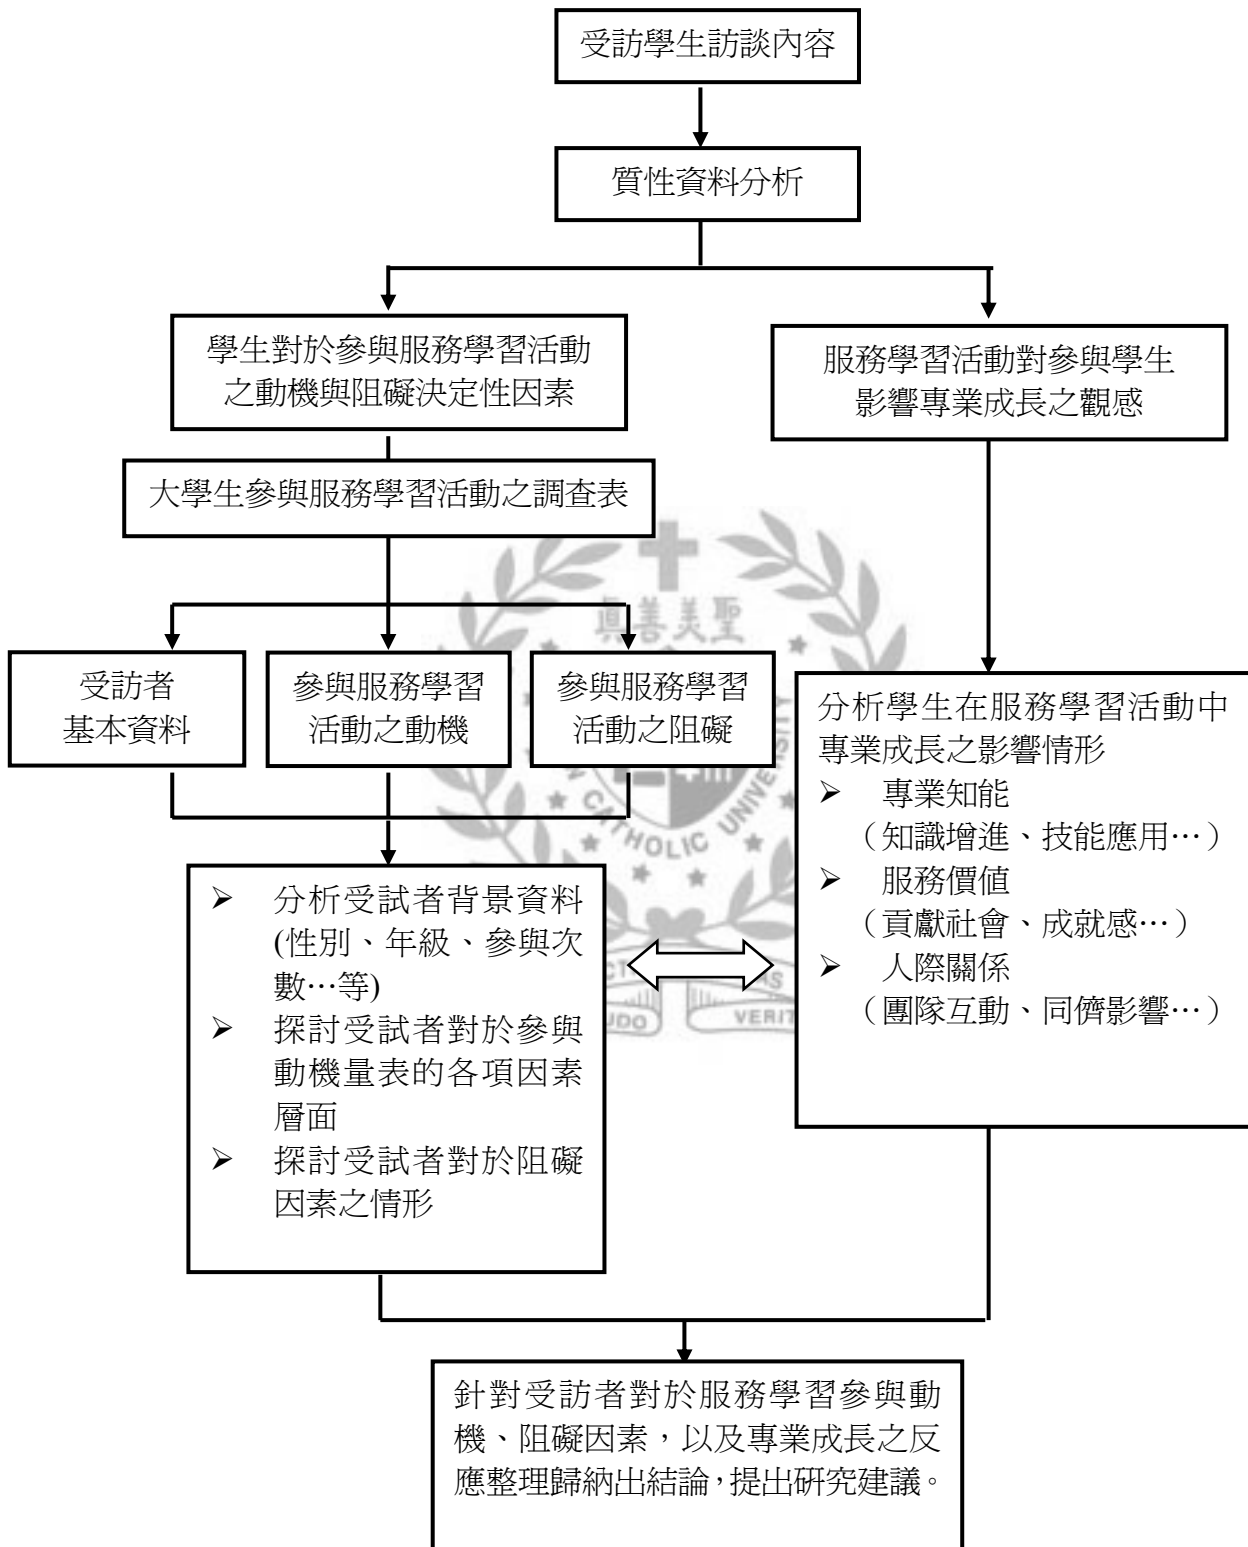 受訪學生訪談內容
質性資料分析
學生對於參與服務學習活動
之動機與阻礙決定性因素
服務學習活動對參與學生
影響專業成長之觀感
大學生參與服務學習活動之調查表
真善美聖
受訪者
基本資料
參與服務學習
活動之動機
參與服務學習
活動之阻礙
CATHOLIC UNIVERSITY
分析學生在服務學習活動中
專業成長之影響情形
➢ 專業知能
（知識增進、技能應用…）
➢ 服務價值
（貢獻社會、成就感…）
➢ 人際關係
（團隊互動、同儕影響…）
➢ 分析受試者背景資料
(性別、年級、參與次
數…等)
➢ 探討受試者對於參與
動機量表的各項因素
層面
➢ 探討受試者對於阻礙
因素之情形
針對受訪者對於服務學習參與動
機、阻礙因素，以及專業成長之反
應整理歸納出結論，提出研究建議。